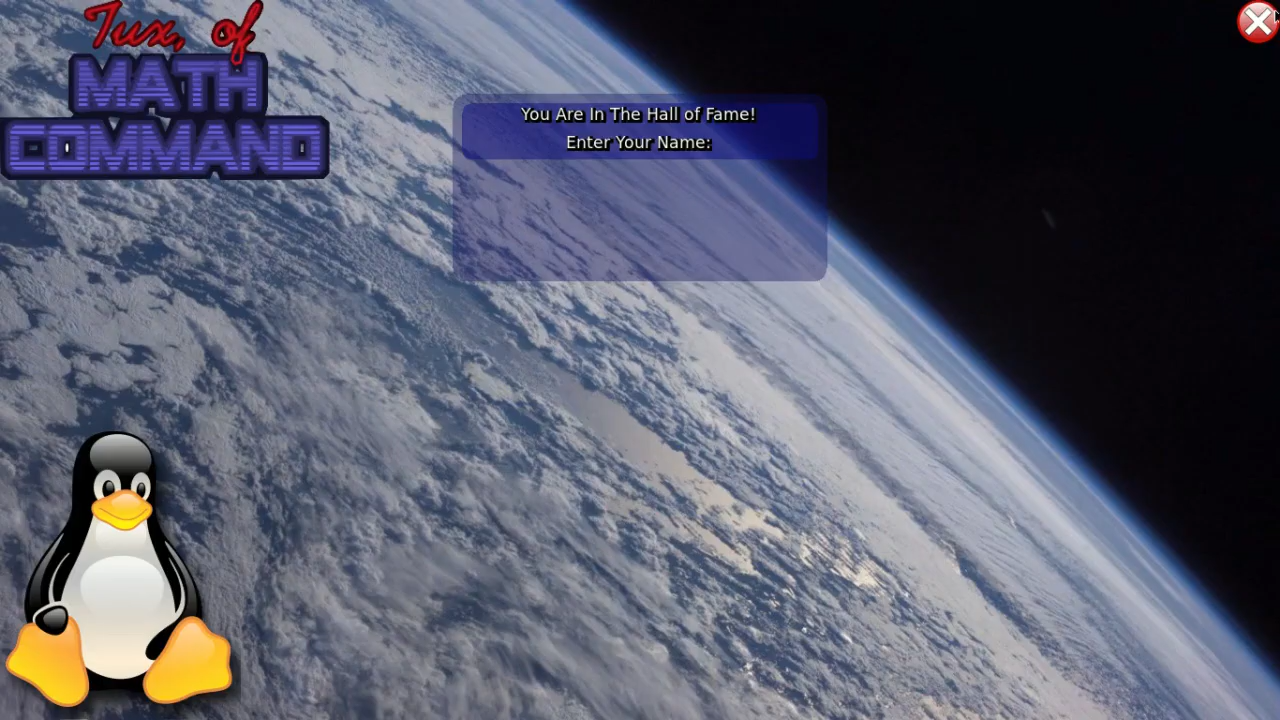 Tux, of
MATH
COMMAND
You Are In The Hall of Fame!
Enter Your Name: